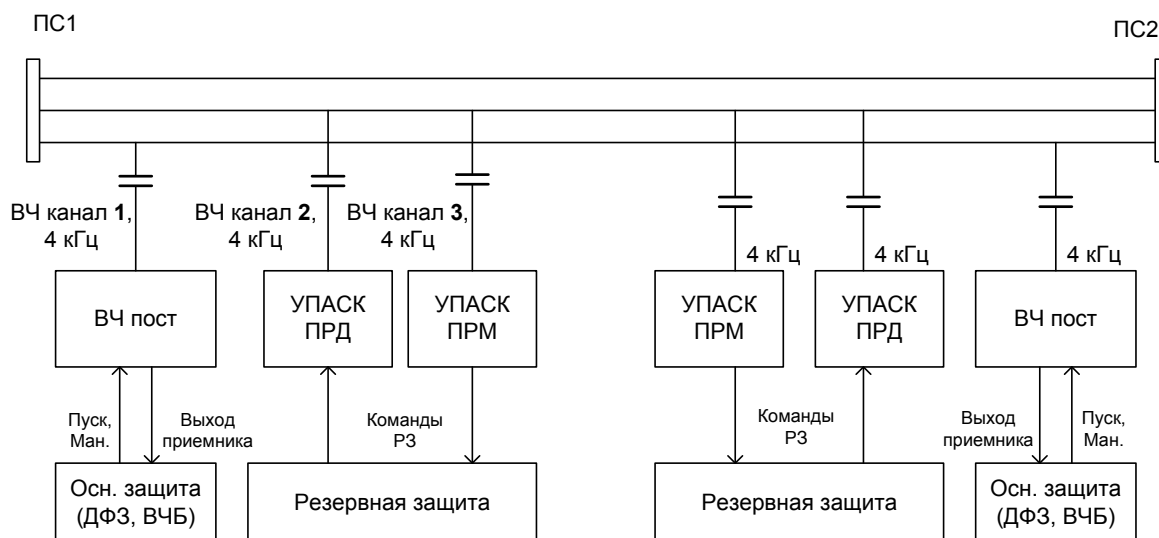 ПС1
ПС2
ВЧ канал 1,
4 кГц
ВЧ канал 2,
4 кГц
ВЧ канал 3,
4 кГц
4 кГц
4 кГц
4 кГц
ВЧ пост
УПАСК
ПРД
УПАСК
ПРМ
УПАСК
ПРМ
УПАСК
ПРД
ВЧ пост
Пуск,
Ман.
Выход
приемника
Команды
РЗ
Команды
РЗ
Выход
приемника
Пуск,
Ман.
Осн. защита
(ДФЗ, ВЧБ)
Резервная защита
Резервная защита
Осн. защита
(ДФЗ, ВЧБ)